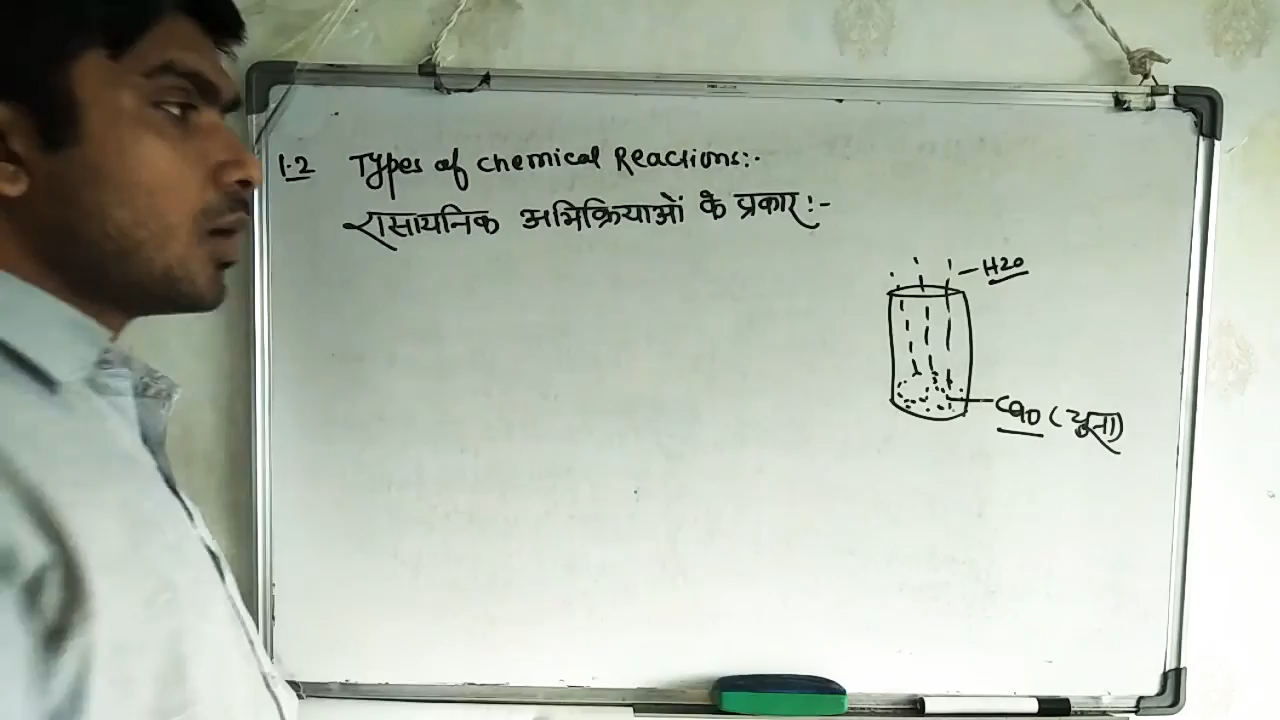 1.2 Types of Chemical Reactions:-
रासायनिक अभिक्रियाओं के प्रकार:-
H2O
CaO (चूना)